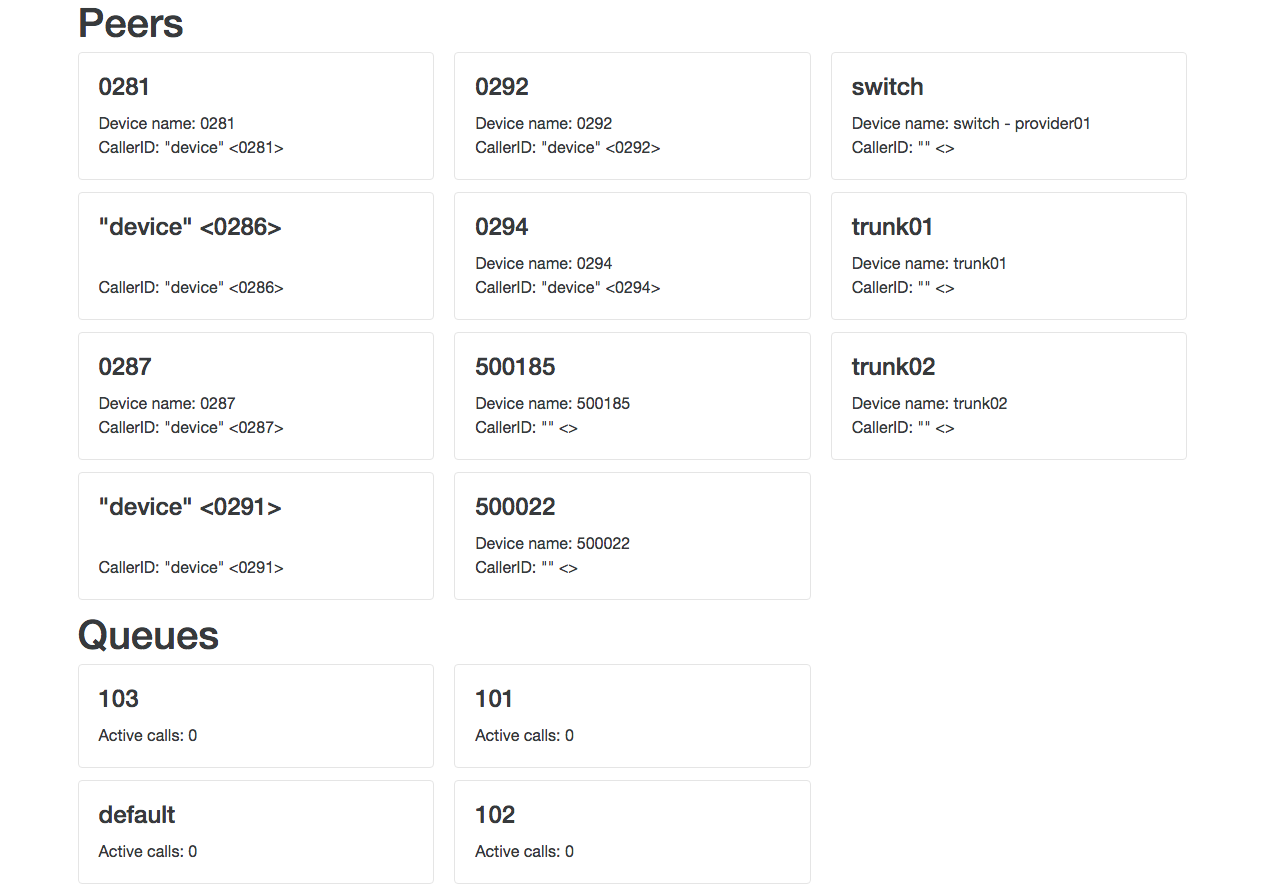 Peers
0281
Device name: 0281
CallerID: "device" <0281>
0292
Device name: 0292
CallerID: "device" <0292>
switch
Device name: switch - provider01
CallerID: "" <>
"device" <0286>
CallerID: "device" <0286>
0294
Device name: 0294
CallerID: "device" <0294>
trunk01
Device name: trunk01
CallerID: "" <>
0287
Device name: 0287
CallerID: "device" <0287>
500185
Device name: 500185
CallerID: "" <>
trunk02
Device name: trunk02
CallerID: "" <>
"device" <0291>
CallerID: "device" <0291>
500022
Device name: 500022
CallerID: "" <>
Queues
103
Active calls: 0
101
Active calls: 0
default
Active calls: 0
102
Active calls: 0